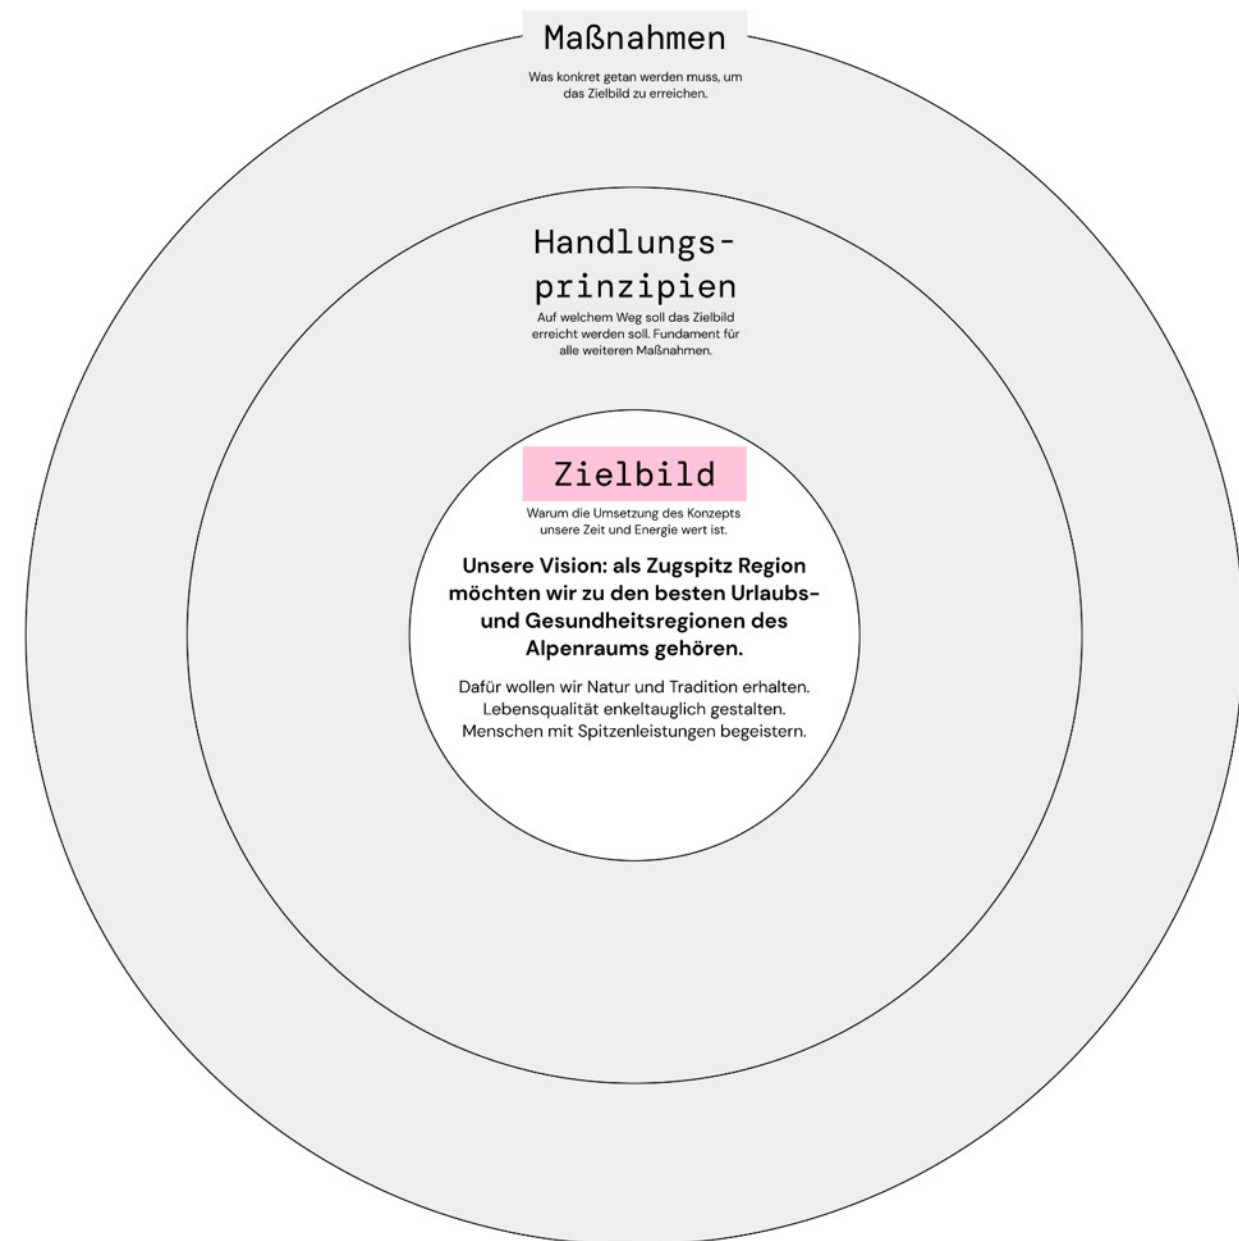 Maßnahmen
Was konkret getan werden muss, um
das Zielbild zu erreichen.
Handlungs-
prinzipien
Auf welchem Weg soll das Zielbild
erreicht werden soll. Fundament für
alle weiteren Maßnahmen.
Zielbild
Warum die Umsetzung des Konzepts
unsere Zeit und Energie wert ist.
Unsere Vision: als Zugspitz Region
möchten wir zu den besten Urlaubs-
und Gesundheitsregionen des
Alpenraums gehören.
Dafür wollen wir Natur und Tradition erhalten.
Lebensqualität enkeltauglich gestalten.
Menschen mit Spitzenleistungen begeistern.